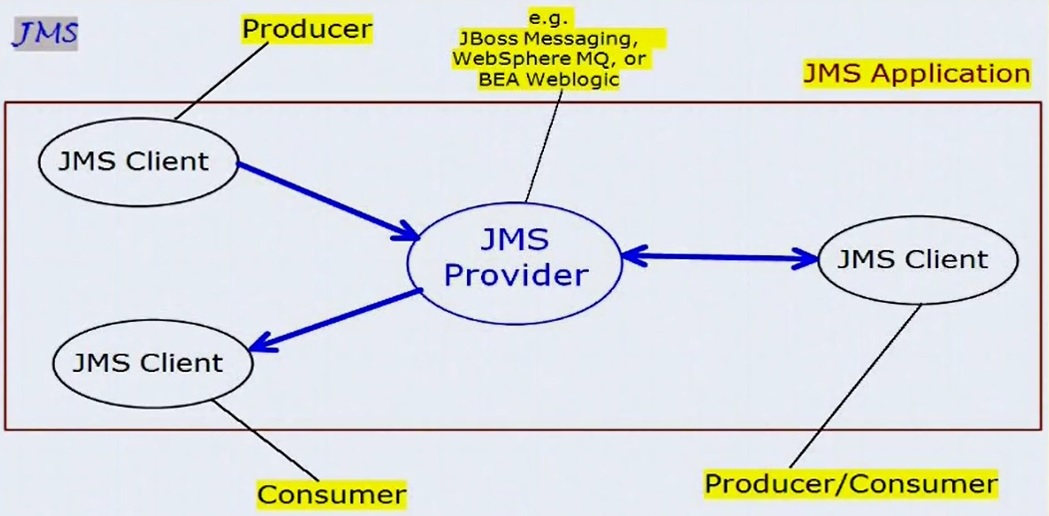 JMS
Producer
e.g.
JBoss Messaging,
WebSphere MQ, or
BEA Weblogic
JMS Application
JMS Client
JMS
Provider
JMS Client
JMS Client
Consumer
Producer/Consumer